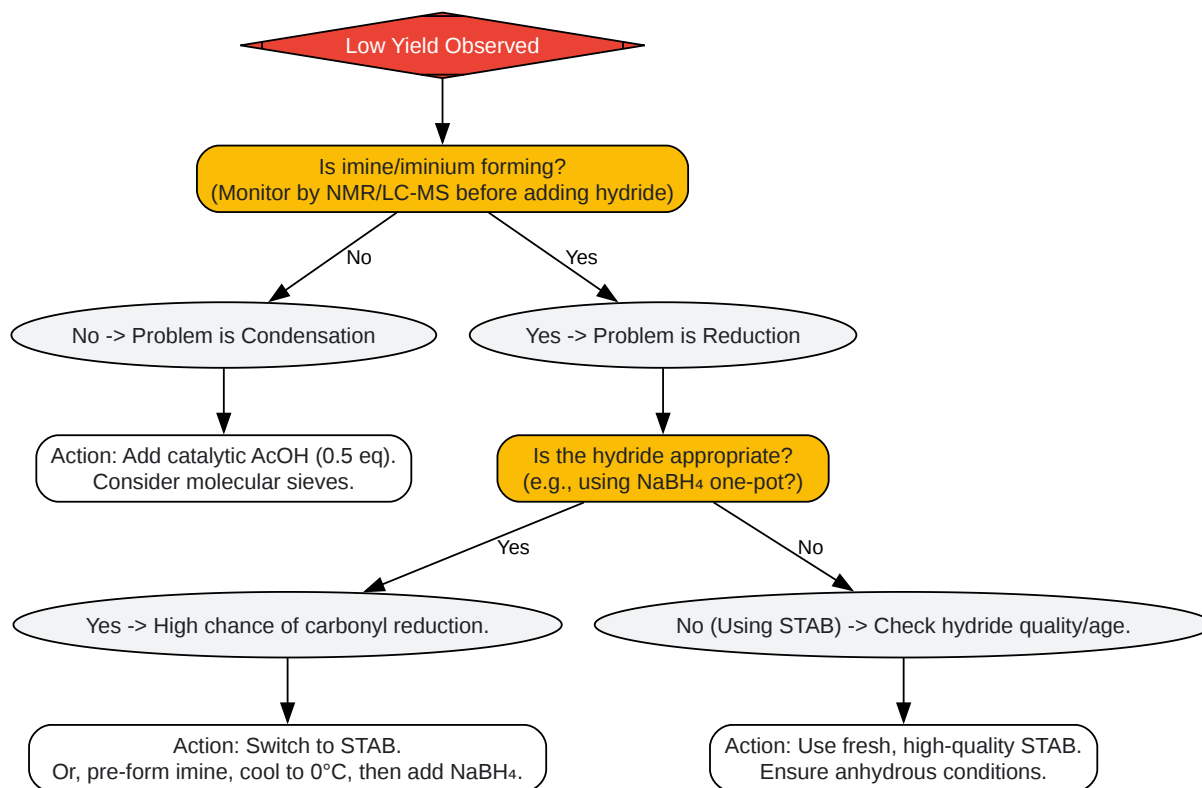 Low Yield Observed
Is imine/iminium forming?
(Monitor by NMR/LC-MS before adding hydride)
No
Yes
No -> Problem is Condensation
Yes -> Problem is Reduction
Action: Add catalytic AcOH (0.5 eq).
Consider molecular sieves.
Is the hydride appropriate?
(e.g., using NaBH₄ one-pot?)
Yes
No
Yes -> High chance of carbonyl reduction.
No (Using STAB) -> Check hydride quality/age.
Action: Switch to STAB.
Or, pre-form imine, cool to 0°C, then add NaBH₄.
Action: Use fresh, high-quality STAB.
Ensure anhydrous conditions.